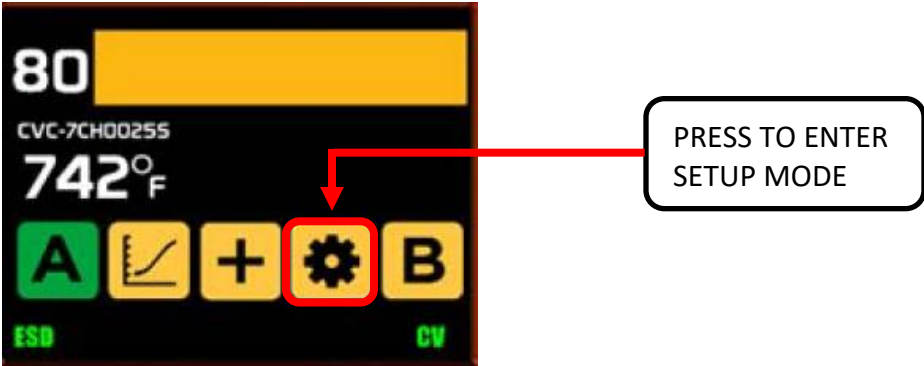 80
CVC-7CH0025S
742°F
A + B
ESD CV
PRESS TO ENTER
SETUP MODE